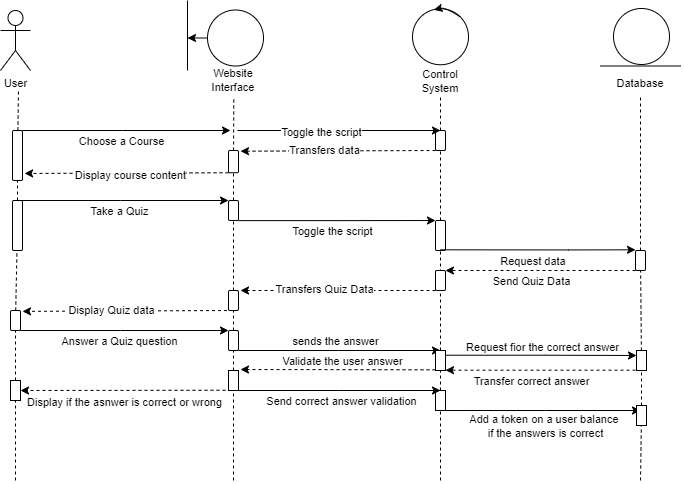 User
Website
Interface
Control
System
Database
Choose a Course
Toggle the script
Transfers data
Display course content
Take a Quiz
Toggle the script
Request data
Send Quiz Data
Transfers Quiz Data
Display Quiz data
Answer a Quiz question
sends the answer
Request fior the correct answer
Validate the user answer
Transfer correct answer
Display if the asnwer is correct or wrong
Send correct answer validation
Add a token on a user balance
if the answers is correct